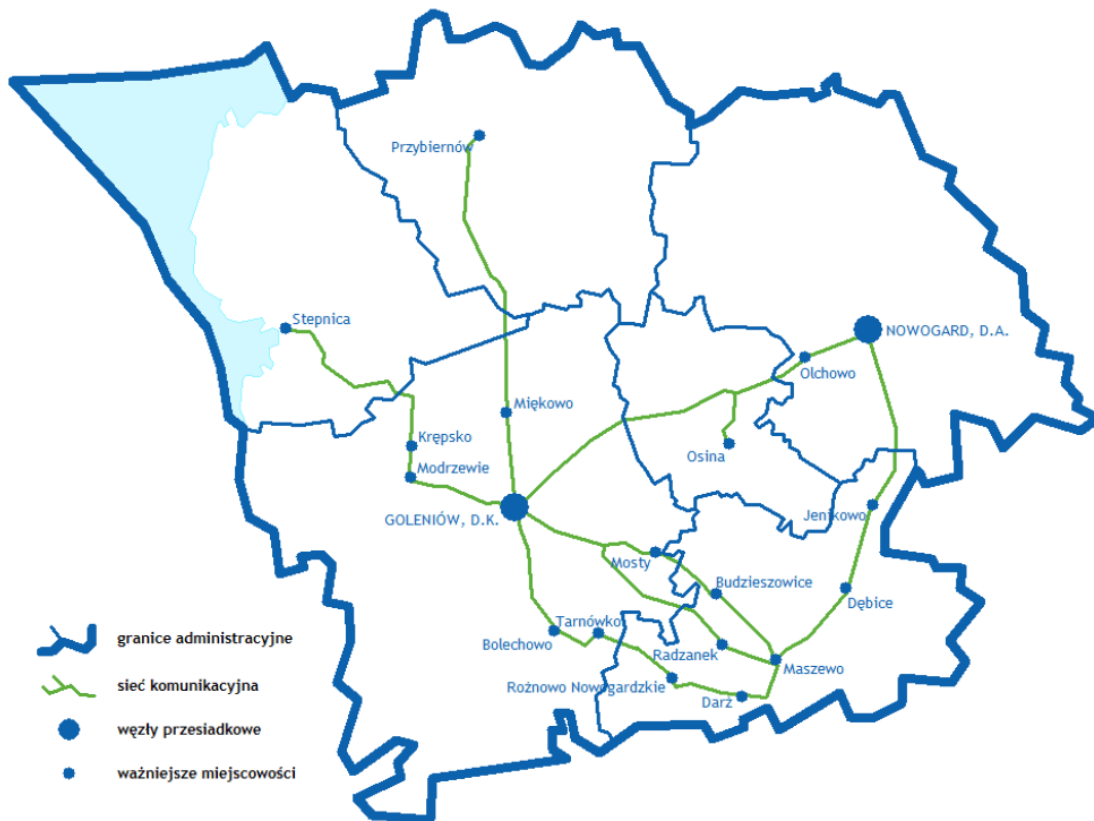 Przybiernów
Stepnica
NOWOGARD, D.A.
Olchowo
Miękowo
Krępsko
Osina
Modrzewie
GOLENIÓW, D.K.
Jenikowo
Mosty
Budzieszowice
Dębice
Tarnówko
Bolechowo
Radzanek
Maszewo
Rożnowo Nowogardzkie
Darż
granice administracyjne
sieć komunikacyjna
węzły przesiadkowe
ważniejsze miejscowości